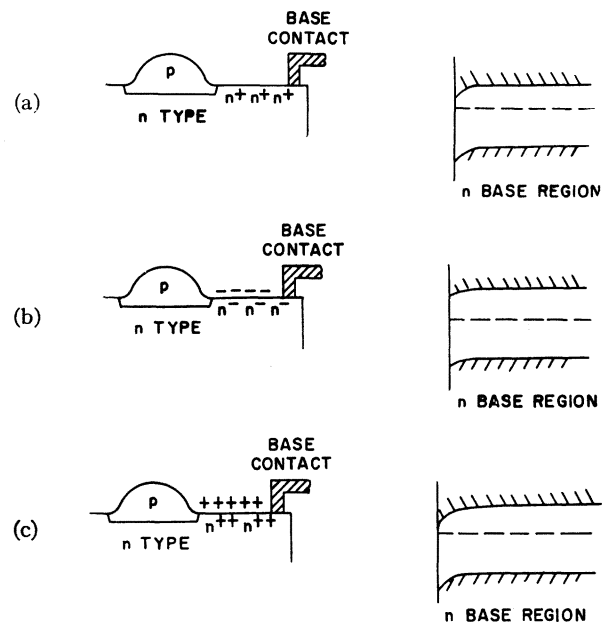 BASE
CONTACT
(a)
p
n+ n+ n+
n TYPE
n BASE REGION
BASE
CONTACT
(b)
– – – –
p
n– n– n–
n TYPE
n BASE REGION
BASE
CONTACT
(c)
+++++
p
n++ n++
n TYPE
n BASE REGION